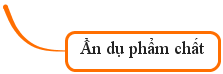 Ẩn dụ phẩm chất